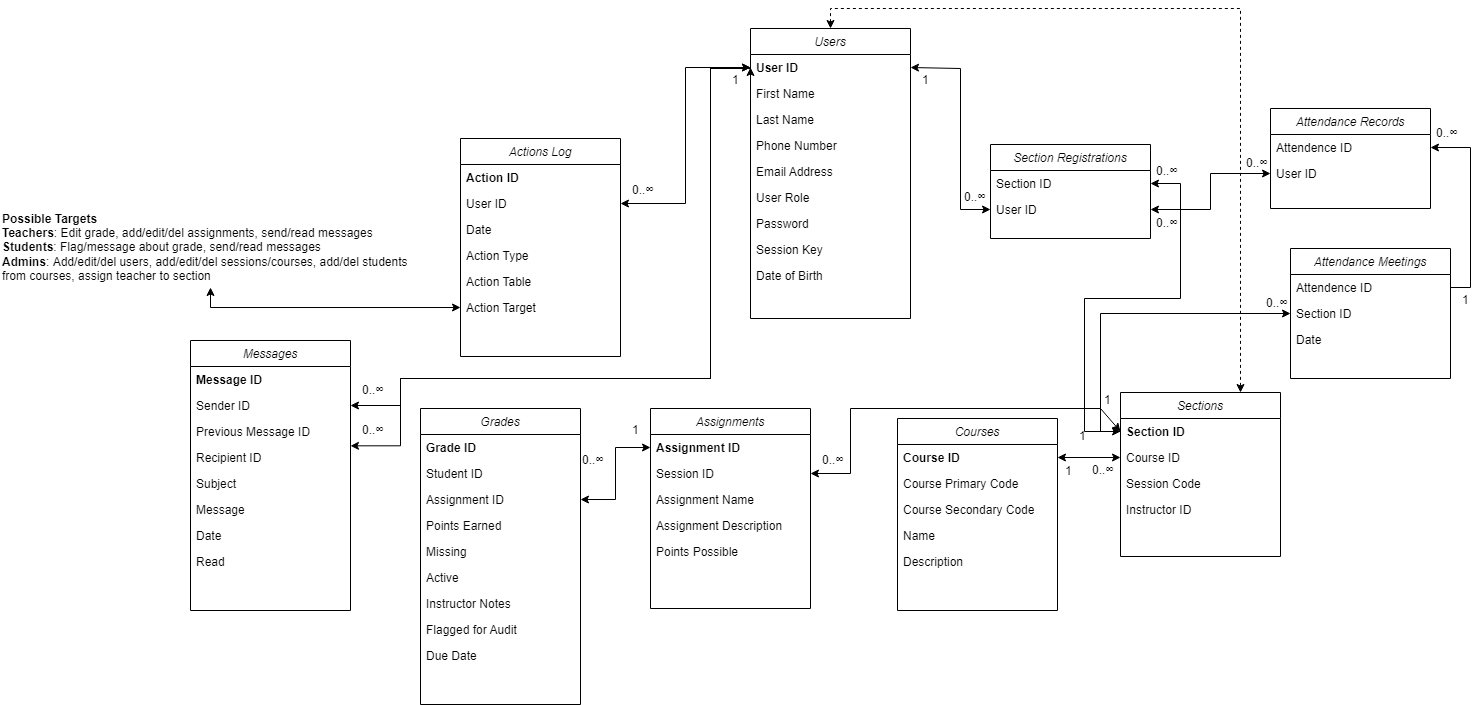 Users
User ID
First Name
Last Name
Phone Number
Email Address
User Role
Password
Session Key
Date of Birth
1
1
Actions Log
Action ID
User ID
Date
Action Type
Action Table
Action Target
0..∞
Section Registrations
Section ID
User ID
0..∞
0..∞
0..∞
Attendance Records
Attendence ID
User ID
0..∞
0..∞
Attendance Meetings
Attendence ID
Section ID
Date
0..∞
1
Possible Targets
Teachers: Edit grade, add/edit/del assignments, send/read messages
Students: Flag/message about grade, send/read messages
Admins: Add/edit/del users, add/edit/del sessions/courses, add/del students
from courses, assign teacher to section
Messages
Message ID
Sender ID
Previous Message ID
Recipient ID
Subject
Message
Date
Read
0..∞
0..∞
Grades
Grade ID
Student ID
Assignment ID
Points Earned
Missing
Active
Instructor Notes
Flagged for Audit
Due Date
0..∞
1
Assignments
Assignment ID
Session ID
Assignment Name
Assignment Description
Points Possible
0..∞
Courses
Course ID
Course Primary Code
Course Secondary Code
Name
Description
1
0..∞
1
1
Sections
Section ID
Course ID
Session Code
Instructor ID